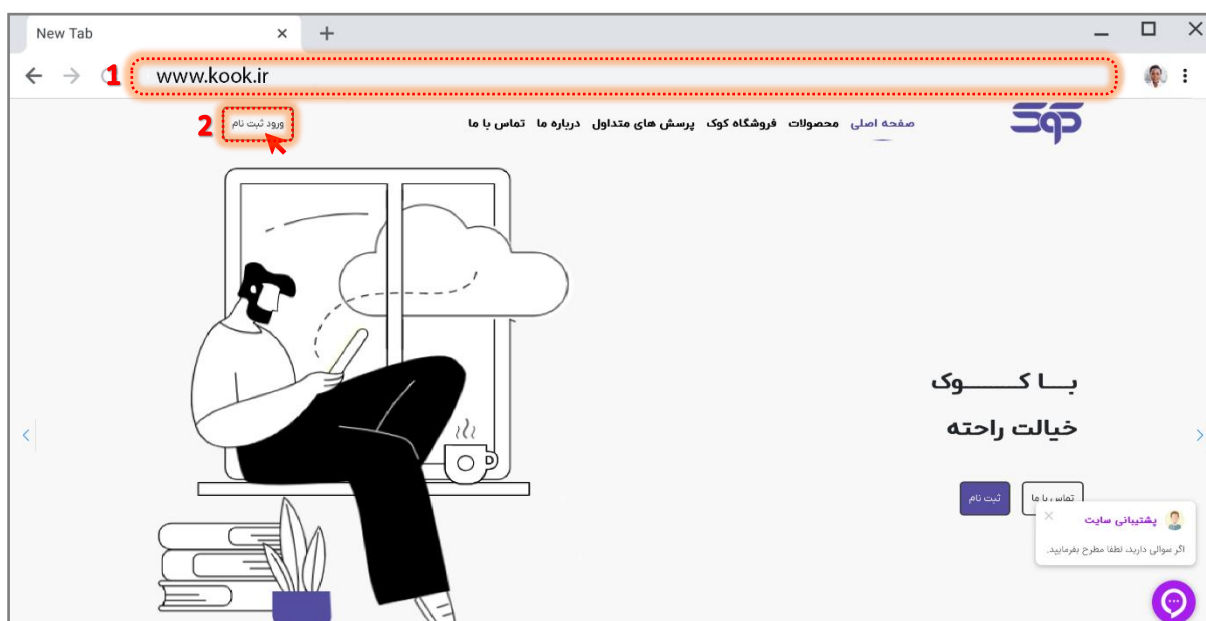 New Tab
1 www.kook.ir
کوک
صفحه اصلی محصولات فروشگاه کوک پرسش های متداول درباره ما تماس با ما
ورود ثبت نام 2
بـــا کــــــوک
خیالت راحته
تماس با ما ثبت نام
پشتیبانی سایت
اگر سوالی دارید، لطفا مطرح بفرمایید.